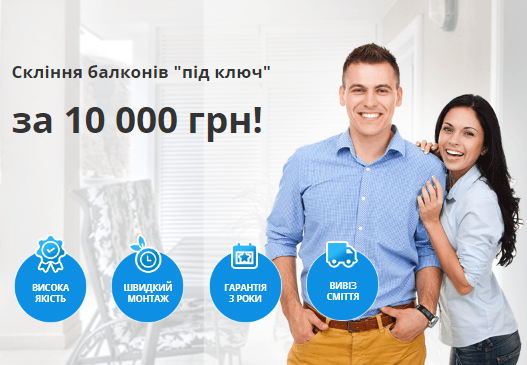 Скління балконів "під ключ"
за 10 000 грн!
ВИСОКА
ЯКІСТЬ
ШВИДКИЙ
МОНТАЖ
ГАРАНТІЯ
3 РОКИ
ВИВІЗ
СМІТТЯ